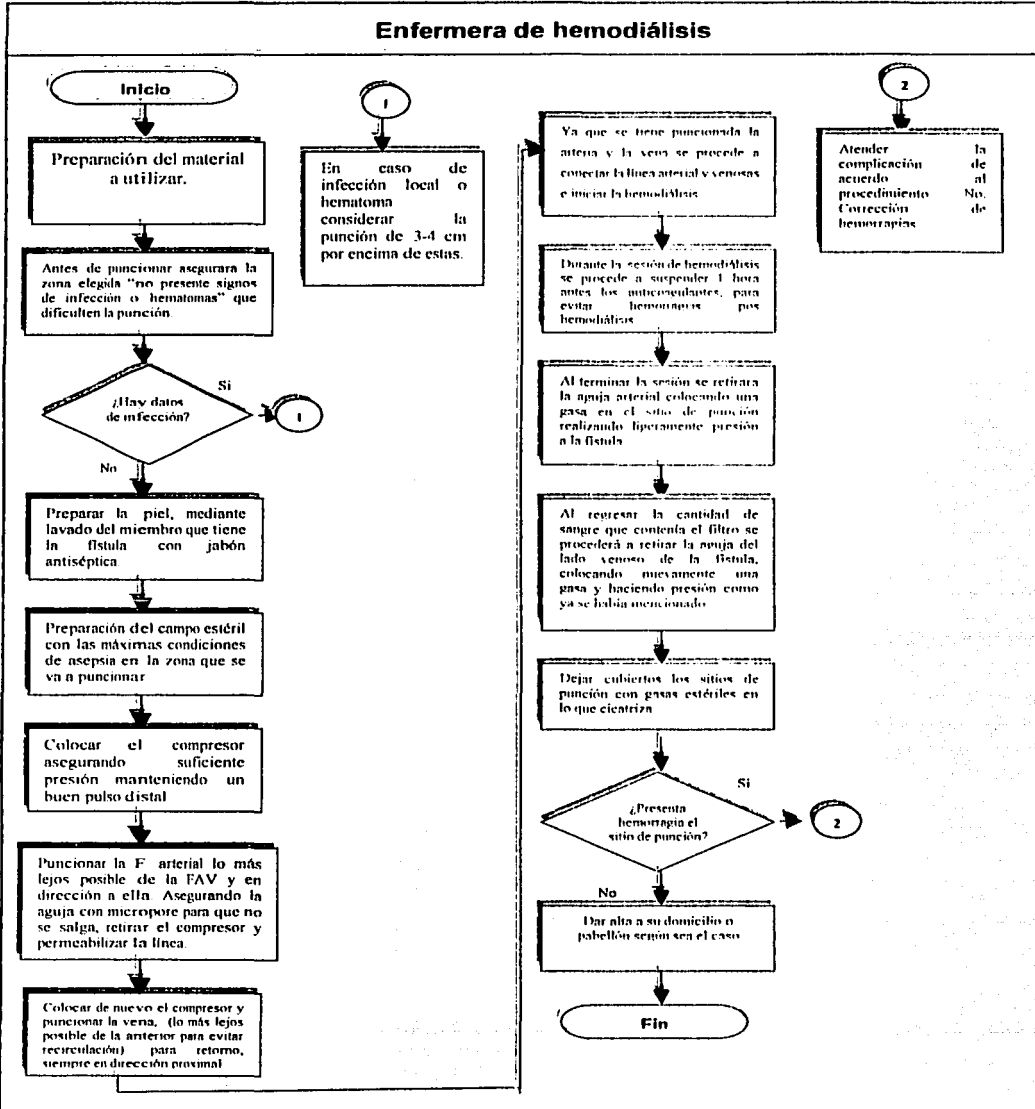 Enfermera de hemodiálisis
Inicio
Preparación del material
a utilizar.
Antes de puncionar asegurara la
zona elegida "no presente signos
de infección o hematomas" que
dificulten la punción.
¿Hay datos
de infección?
Si
1
No
Preparar la piel, mediante
lavado del miembro que tiene
la fístula con jabón
antiséptica.
Preparación del campo estéril
con las máximas condiciones
de asepsia en la zona que se
va a puncionar
Colocar el compresor
asegurando suficiente
presión manteniendo un
buen pulso distal
Puncionar la F arterial lo más
lejos posible de la FAV y en
dirección a ella. Asegurando la
aguja con micropore para que no
se salga, retirar el compresor y
permeabilizar la línea.
Colocar de nuevo el compresor y
puncionar la vena, (lo más lejos
posible de la anterior para evitar
recirculación) para retorno,
siempre en dirección proximal
1
En caso de
infección local o
hematoma
considerar la
punción de 3-4 cm
por encima de estas.
Ya que se tiene puncionada la
arteria y la vena se procede a
conectar la línea arterial y venosas
e iniciar la hemodiálisis
Durante la sesión de hemodiálisis
se procede a suspender 1 hora
antes los anticoagulantes, para
evitar hemorragias pos
hemodiálisis
Al terminar la sesión se retirara
la aguja arterial colocando una
gasa en el sitio de punción
realizando ligeramente presión
a la fístula
Al regresar la cantidad de
sangre que contenía el filtro se
procederá a retirar la aguja del
lado venoso de la fístula,
colocando nuevamente una
gasa y haciendo presión como
ya se había mencionado
Dejar cubiertos los sitios de
punción con gasas estériles en
lo que cicatriza
¿Presenta
hemorragia el
sitio de punción?
Si
2
No
Dar alta a su domicilio o
pabellón según sea el caso
Fin
2
Atender la
complicación de
acuerdo al
procedimiento No.
Corrección de
hemorragias